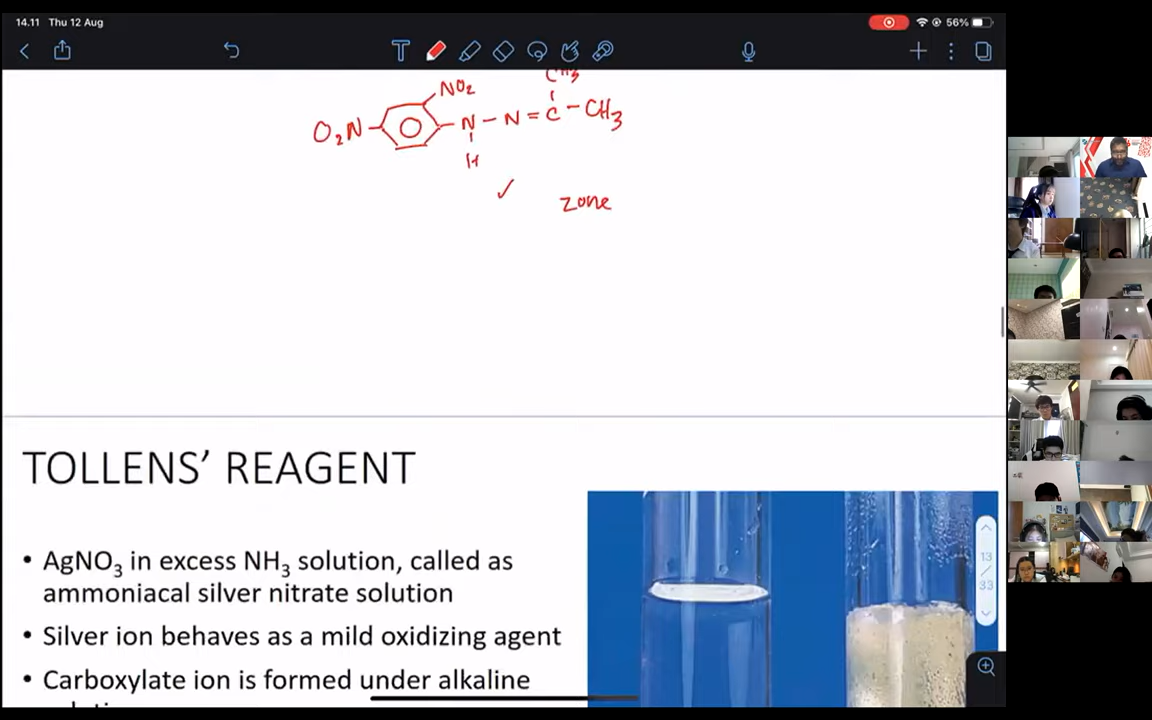 14.11 Thu 12 Aug
56%
CH3
NO2
O2N
N - N = C - CH3
H
✓
zone
TOLLENS' REAGENT
• AgNO3 in excess NH3 solution, called as
ammoniacal silver nitrate solution
• Silver ion behaves as a mild oxidizing agent
• Carboxylate ion is formed under alkaline
13
/
33